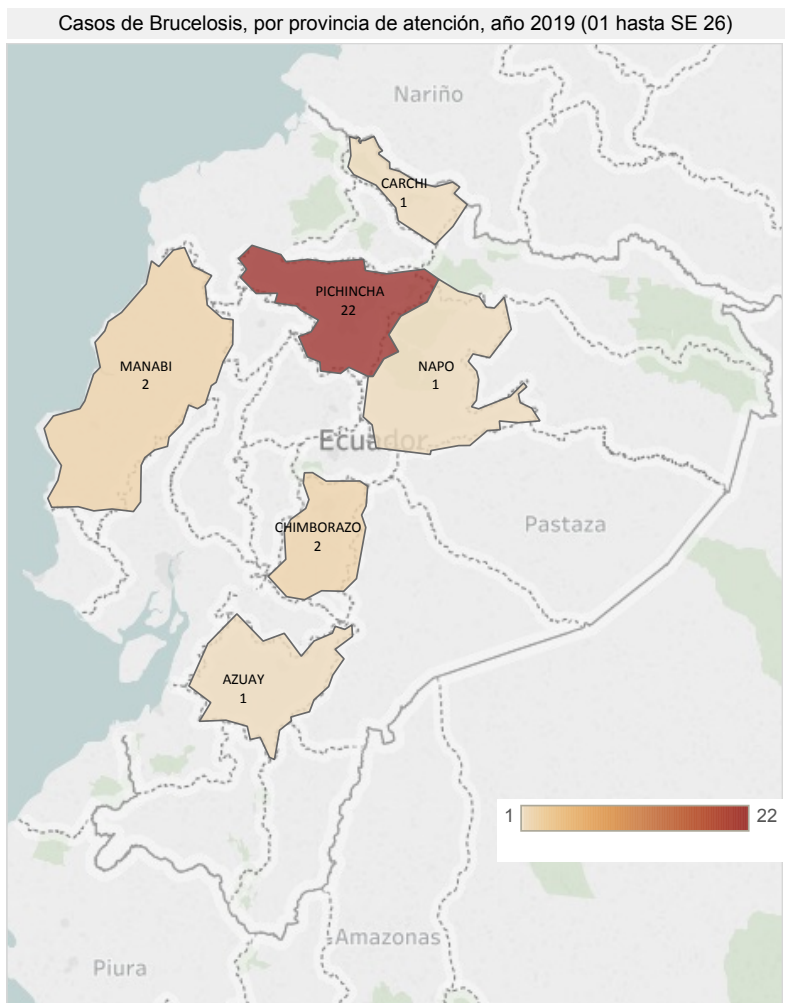 Casos de Brucelosis, por provincia de atención, año 2019 (01 hasta SE 26)
Nariño
CARCHI
1
PICHINCHA
22
MANABI
2
NAPO
1
Ecuador
CHIMBORAZO
2
Pastaza
AZUAY
1
1
22
Amazonas
Piura